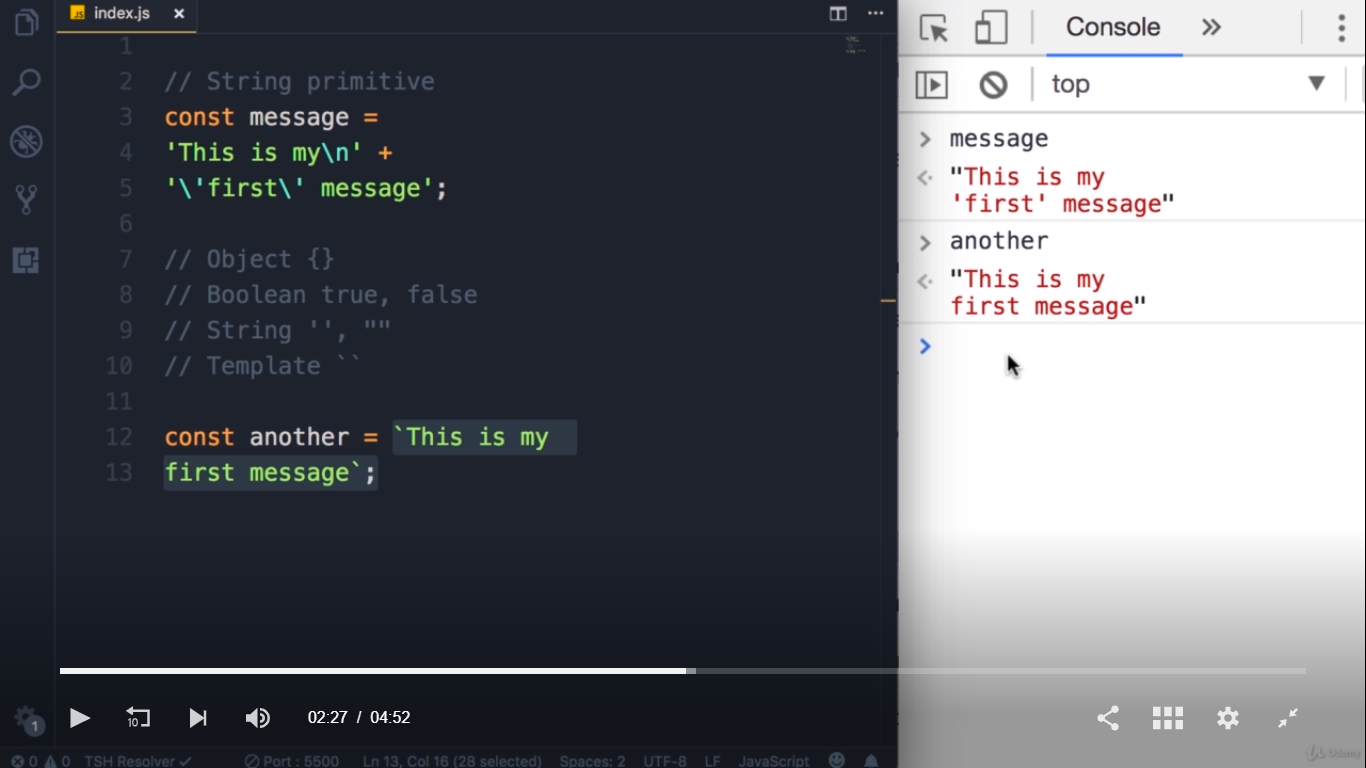 index.js
1
2 // String primitive
3 const message =
4 'This is my\n' +
5 '\'first\' message';
6
7 // Object {}
8 // Boolean true, false
9 // String '', ""
10 // Template ``
11
12 const another = `This is my
13 first message`;
Console
top
> message
"This is my
'first' message"
> another
"This is my
first message"
>
10
02:27 / 04:52
1
0 0 TSH Resolver ✓ Port : 5500 Ln 13, Col 16 (28 selected) Spaces: 2 UTF-8 LF JavaScript
Udemy